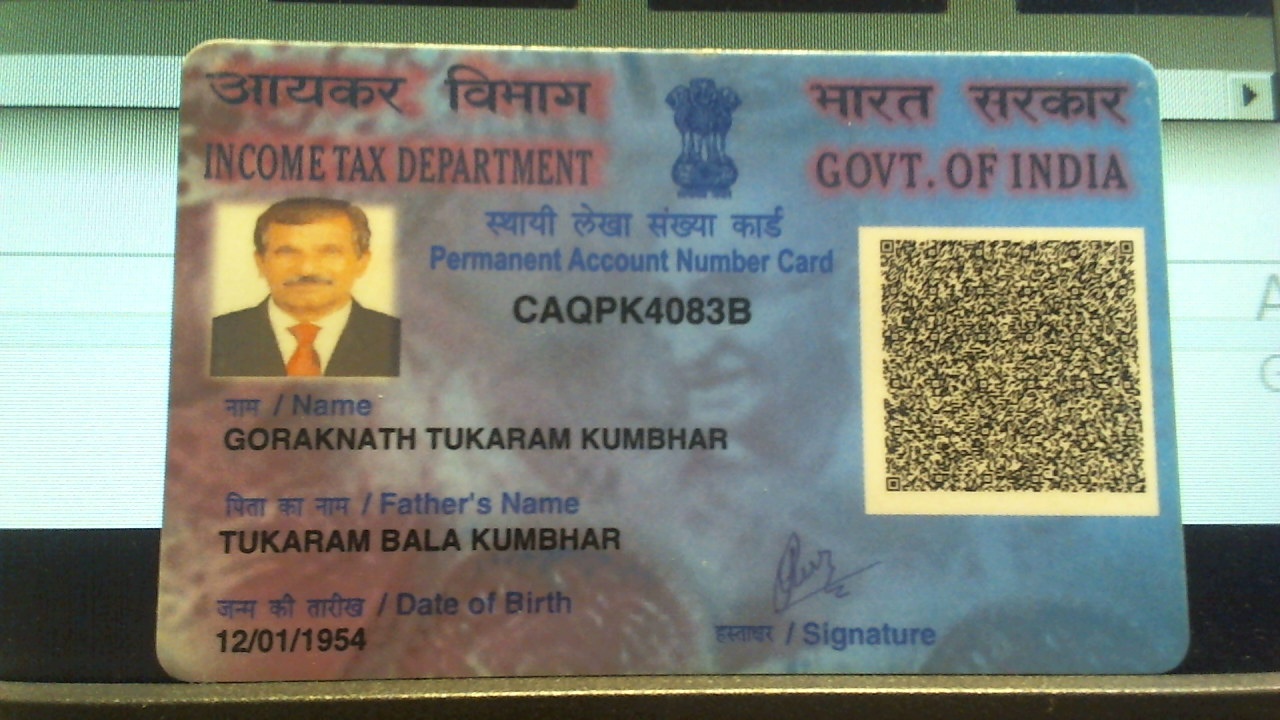 आयकर विभाग
INCOME TAX DEPARTMENT
भारत सरकार
GOVT. OF INDIA
स्थायी लेखा संख्या कार्ड
Permanent Account Number Card
CAQPK4083B
नाम / Name
GORAKNATH TUKARAM KUMBHAR
पिता का नाम / Father's Name
TUKARAM BALA KUMBHAR
जन्म की तारीख / Date of Birth
12/01/1954
हस्ताक्षर / Signature